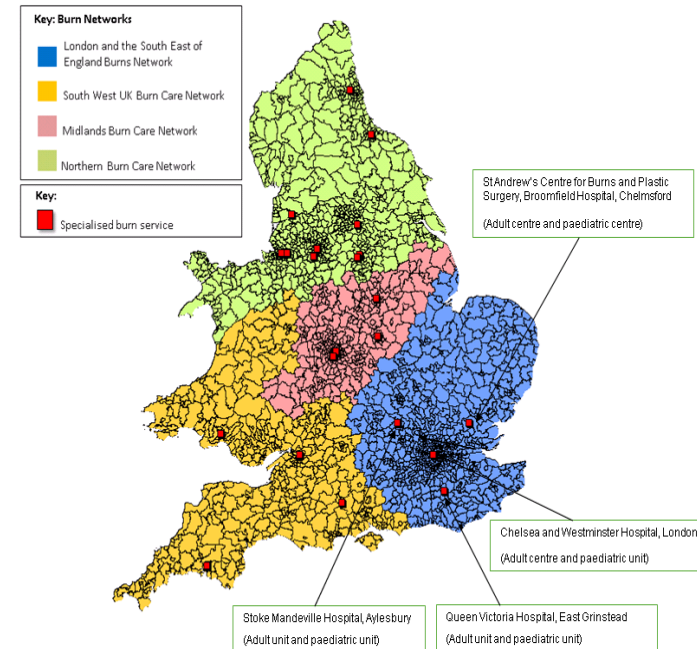 Key: Burn Networks
London and the South East of
England Burns Network
South West UK Burn Care Network
Midlands Burn Care Network
Northern Burn Care Network
Key:
Specialised burn service
St Andrew's Centre for Burns and Plastic
Surgery, Broomfield Hospital, Chelmsford
(Adult centre and paediatric centre)
Chelsea and Westminster Hospital, London
(Adult centre and paediatric unit)
Stoke Mandeville Hospital, Aylesbury
(Adult unit and paediatric unit)
Queen Victoria Hospital, East Grinstead
(Adult unit and paediatric unit)